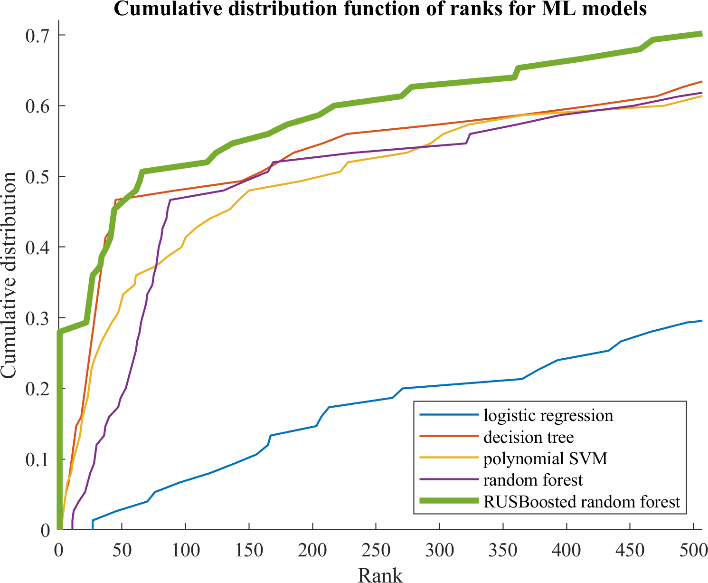 Cumulative distribution function of ranks for ML models
0.7
0.6
0.5
0.4
0.3
0.2
0.1
0
Cumulative distribution
logistic regression
decision tree
polynomial SVM
random forest
RUSBoosted random forest
0 50 100 150 200 250 300 350 400 450 500
Rank